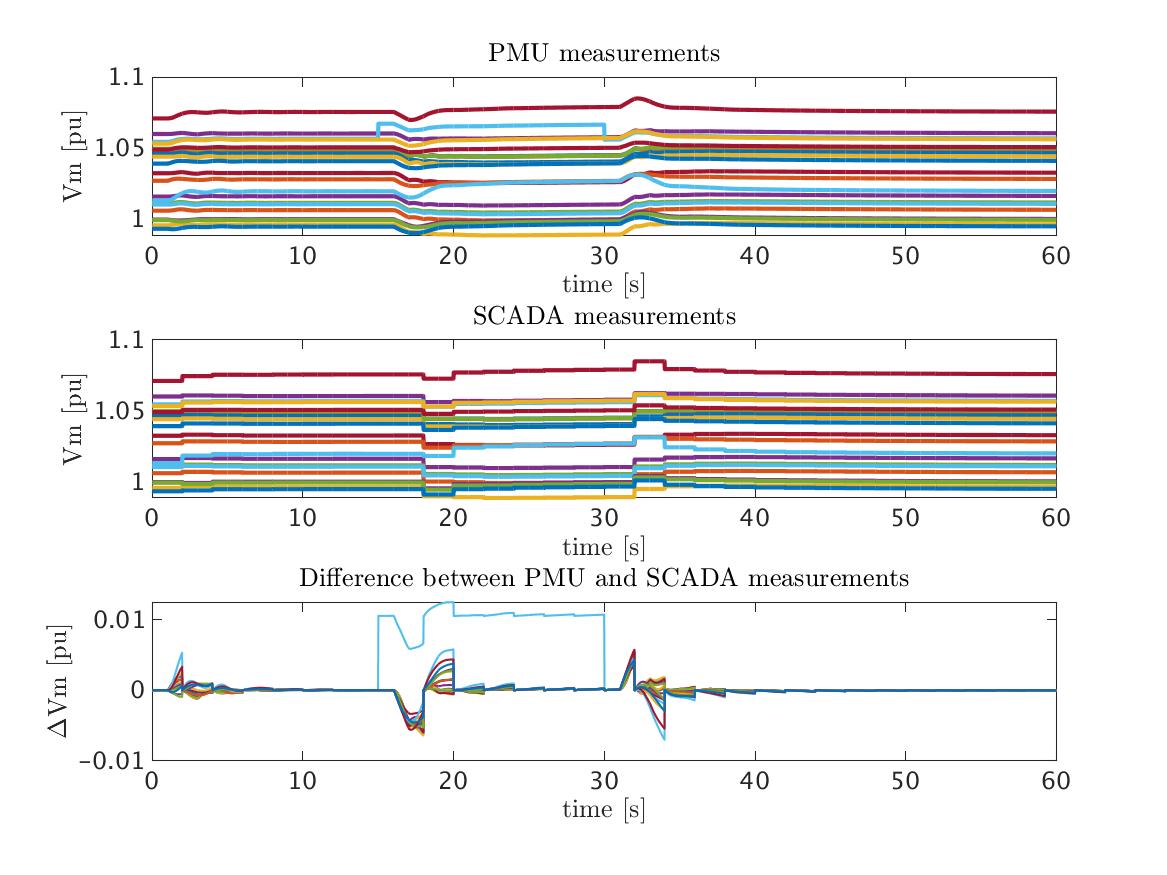 PMU measurements
1.1
1.05
1
Vm [pu]
0 10 20 30 40 50 60
time [s]
SCADA measurements
1.1
1.05
1
Vm [pu]
0 10 20 30 40 50 60
time [s]
Difference between PMU and SCADA measurements
0.01
0
-0.01
ΔVm [pu]
0 10 20 30 40 50 60
time [s]